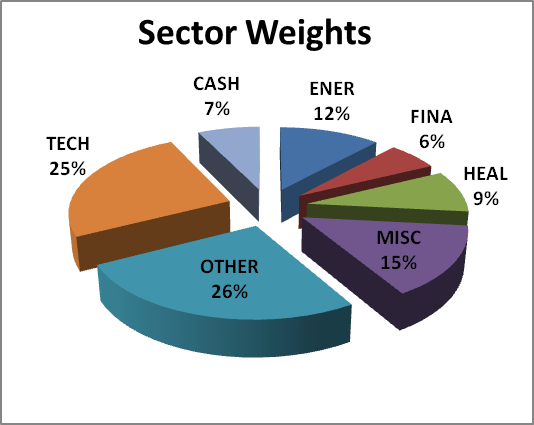 Sector Weights
CASH
7%
ENER
12%
FINA
6%
HEAL
9%
MISC
15%
OTHER
26%
TECH
25%